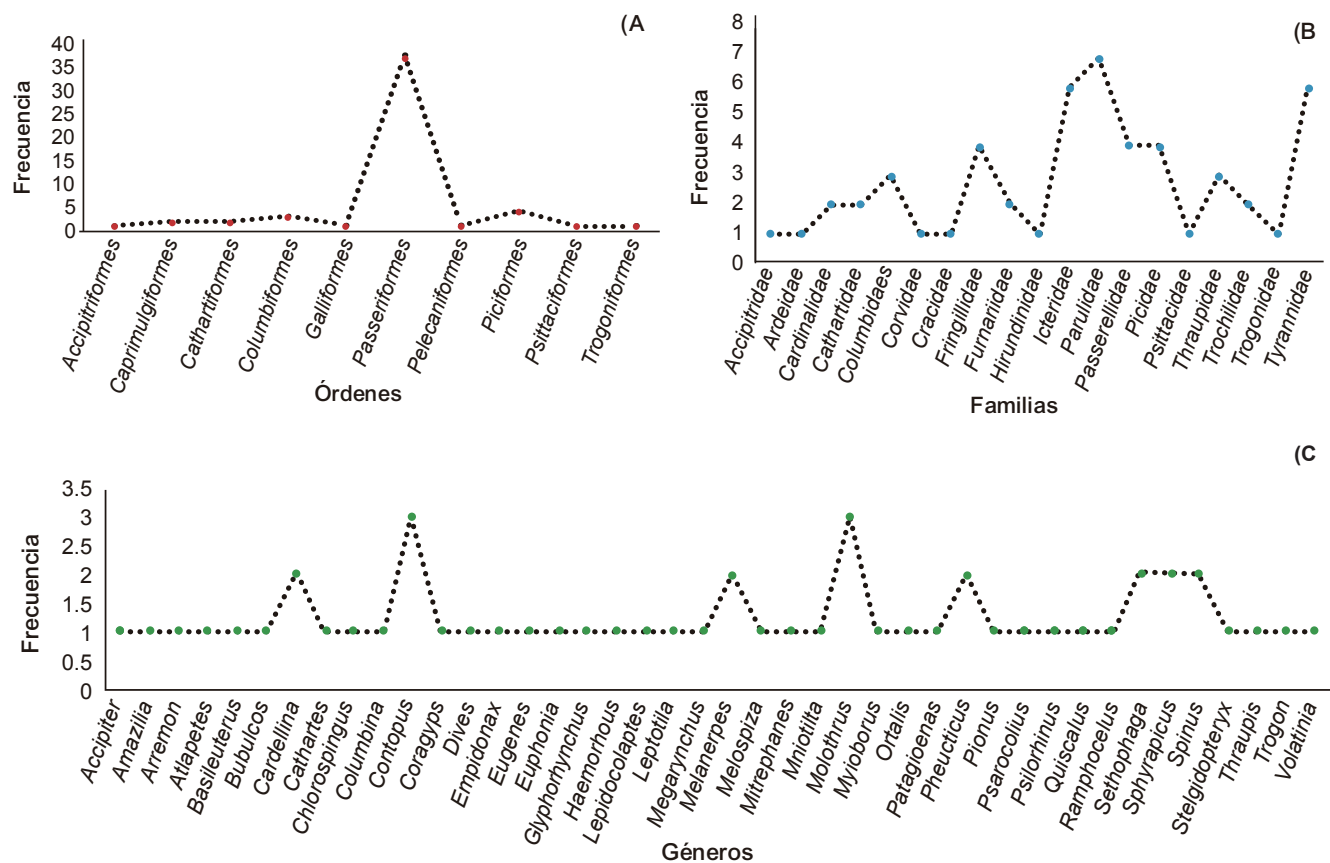 (A
Frecuencia
40
35
30
25
20
15
10
5
0
Accipitriformes
Caprimulgiformes
Cathartiformes
Columbiformes
Galliformes
Passeriformes
Pelecaniformes
Piciformes
Psittaciformes
Trogoniformes
Órdenes
(B
Frecuencia
8
7
6
5
4
3
2
1
0
Accipitridae
Ardeidae
Cardinalidae
Cathartidae
Columbidaes
Corvidae
Cracidae
Fringillidae
Furnariidae
Hirundinidae
Icteridae
Parulidae
Passerellidae
Picidae
Psittacidae
Thraupidae
Trochilidae
Trogonidae
Tyrannidae
Familias
(C
Frecuencia
3.5
3
2.5
2
1.5
1
0.5
0
Accipiter
Amazilia
Arremon
Atlapetes
Basileuterus
Bubulcos
Cardellina
Cathartes
Chlorospingus
Columbina
Contopus
Coragyps
Dives
Empidonax
Eugenes
Euphonia
Glyphorhynchus
Haemorhous
Lepidocolaptes
Leptotila
Megarynchus
Melanerpes
Melospiza
Mitrephanes
Mniotilta
Molothrus
Myioborus
Ortalis
Patagioenas
Pheucticus
Pionus
Psarocolius
Psilorhinus
Quiscalus
Ramphocelus
Sethophaga
Sphyrapicus
Spinus
Stelgidopteryx
Thraupis
Trogon
Volatinia
Géneros